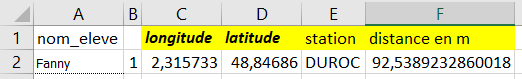 A B C D E F
1 nom_eleve longitude latitude station distance en m
2 Fanny 1 2,315733 48,84686 DUROC 92,5389232860018